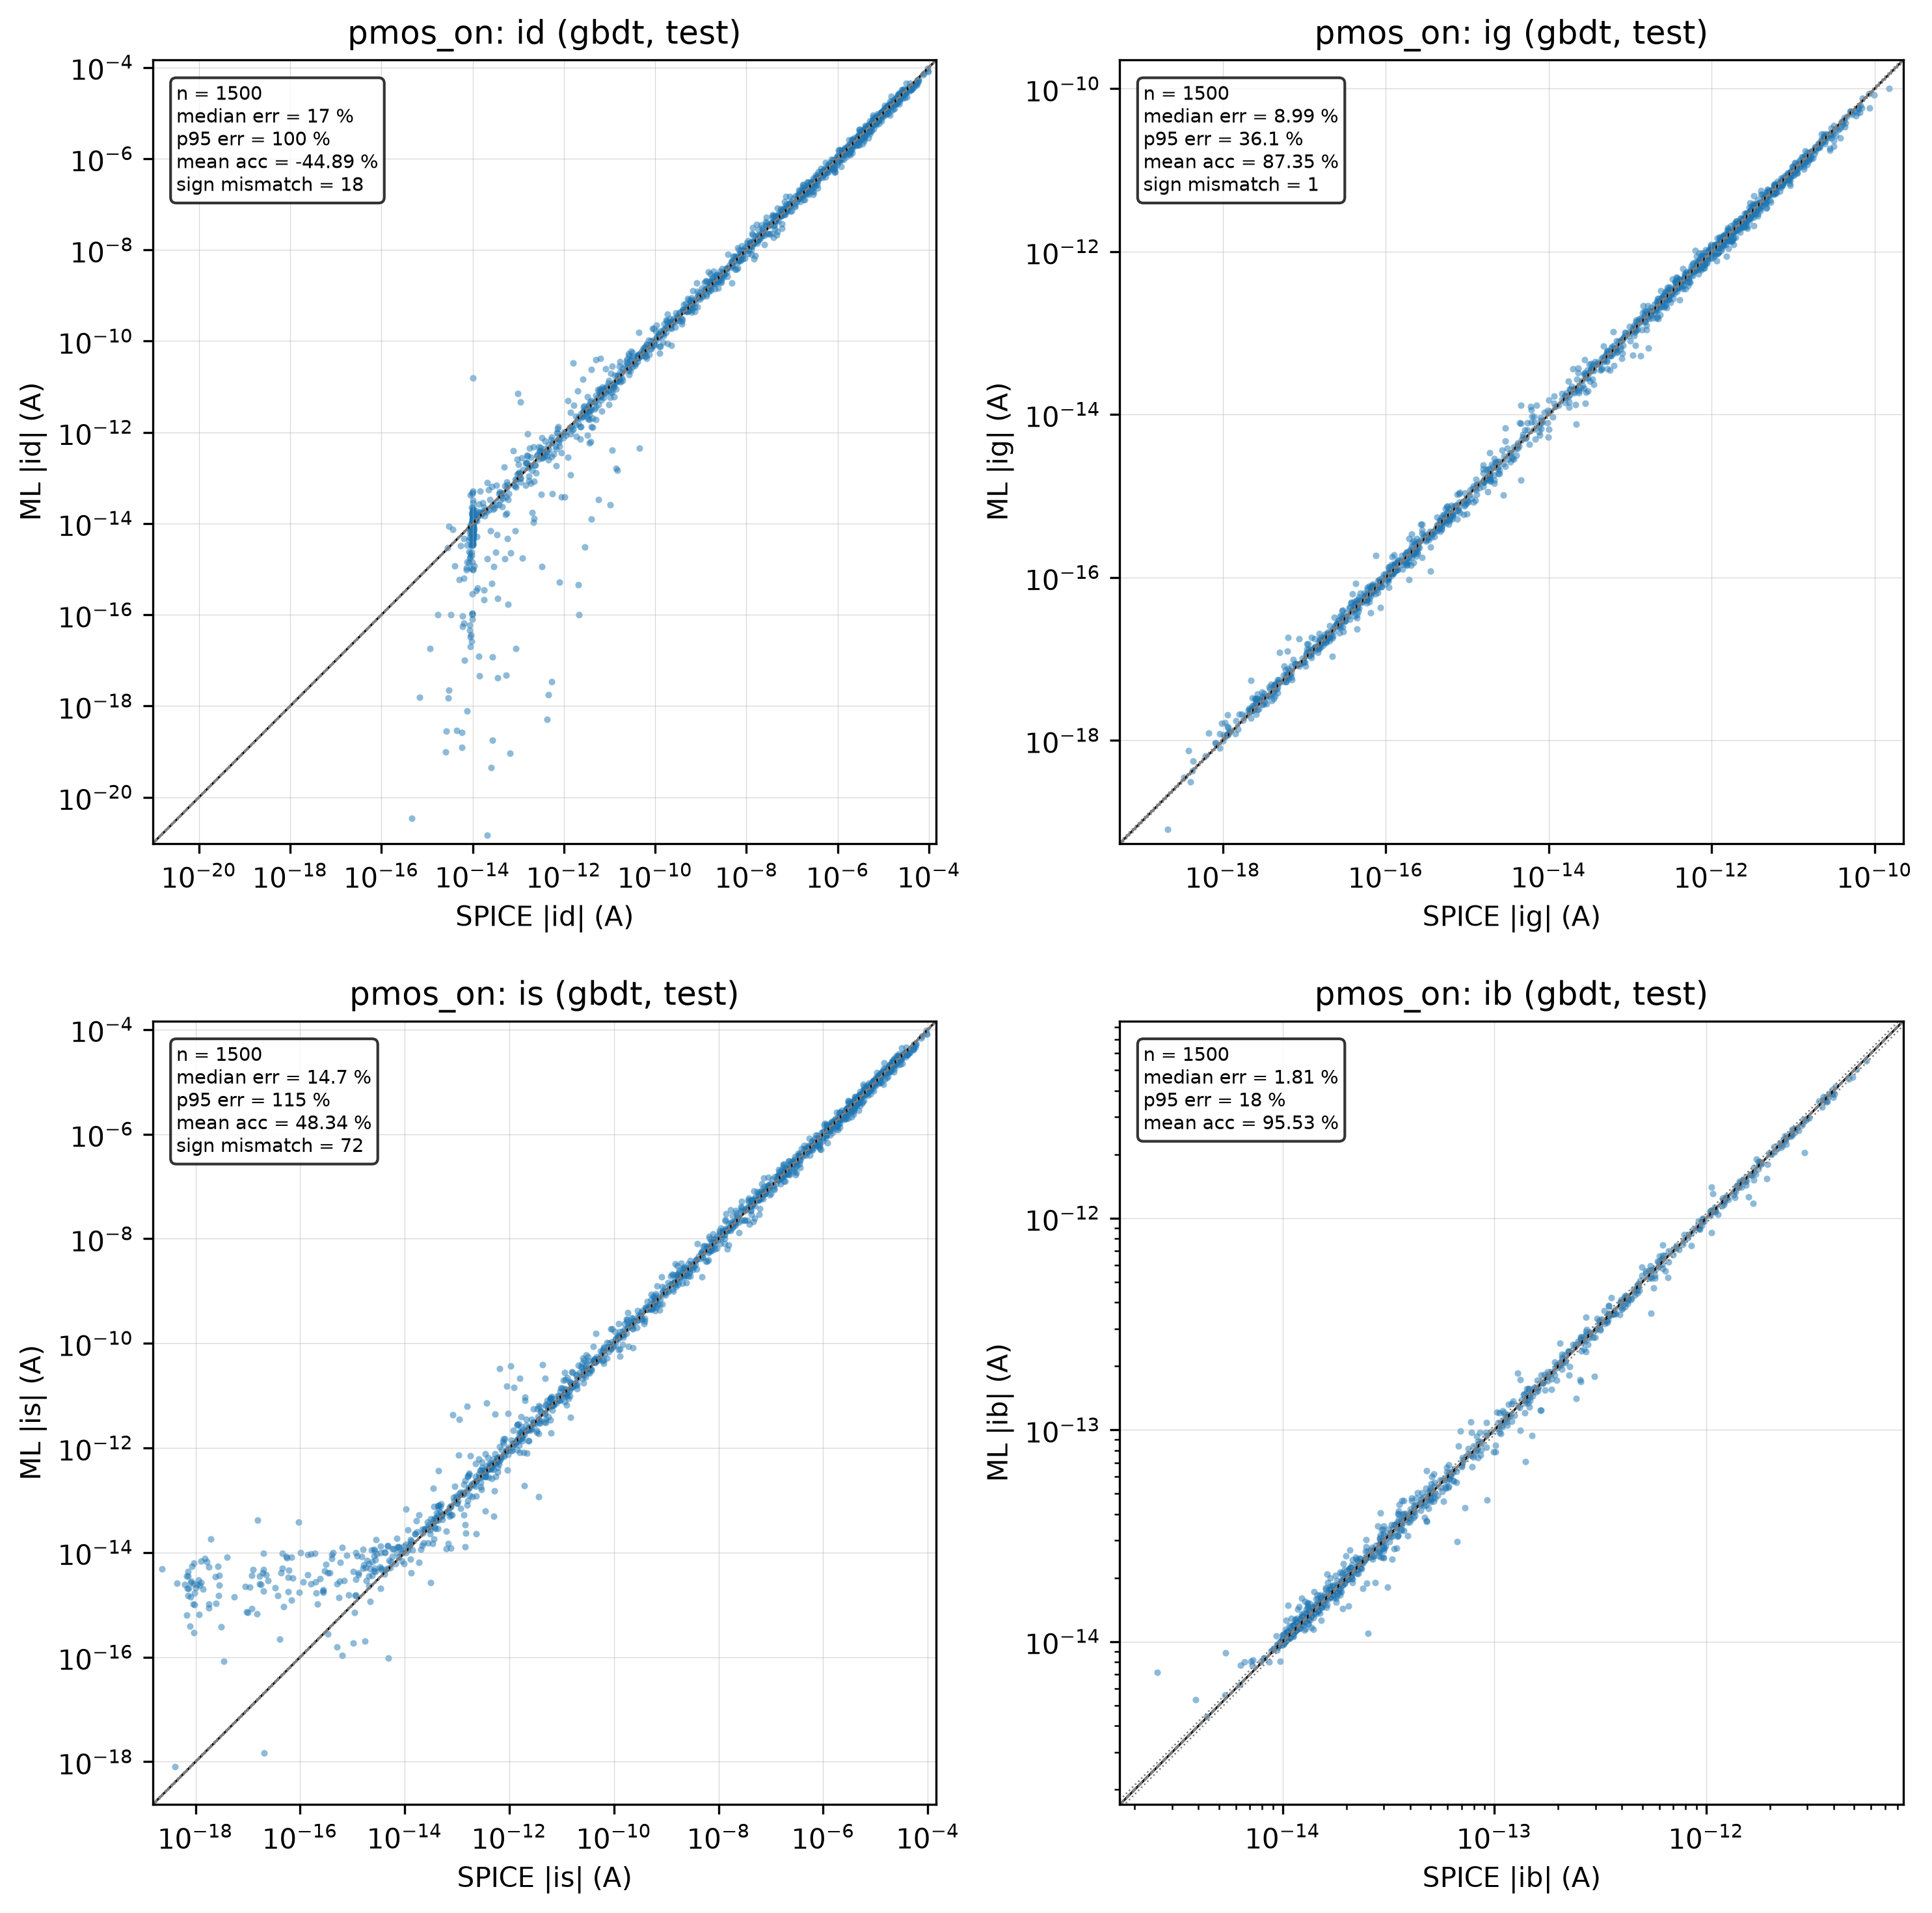 pmos_on: id (gbdt, test)
n = 1500
median err = 17 %
p95 err = 100 %
mean acc = -44.89 %
sign mismatch = 18
ML |id| (A)
10⁻⁴
10⁻⁶
10⁻⁸
10⁻¹⁰
10⁻¹²
10⁻¹⁴
10⁻¹⁶
10⁻¹⁸
10⁻²⁰
10⁻²⁰ 10⁻¹⁸ 10⁻¹⁶ 10⁻¹⁴ 10⁻¹² 10⁻¹⁰ 10⁻⁸ 10⁻⁶ 10⁻⁴
SPICE |id| (A)
pmos_on: ig (gbdt, test)
n = 1500
median err = 8.99 %
p95 err = 36.1 %
mean acc = 87.35 %
sign mismatch = 1
ML |ig| (A)
10⁻¹⁰
10⁻¹²
10⁻¹⁴
10⁻¹⁶
10⁻¹⁸
10⁻¹⁸ 10⁻¹⁶ 10⁻¹⁴ 10⁻¹² 10⁻¹⁰
SPICE |ig| (A)
pmos_on: is (gbdt, test)
n = 1500
median err = 14.7 %
p95 err = 115 %
mean acc = 48.34 %
sign mismatch = 72
ML |is| (A)
10⁻⁴
10⁻⁶
10⁻⁸
10⁻¹⁰
10⁻¹²
10⁻¹⁴
10⁻¹⁶
10⁻¹⁸
10⁻¹⁸ 10⁻¹⁶ 10⁻¹⁴ 10⁻¹² 10⁻¹⁰ 10⁻⁸ 10⁻⁶ 10⁻⁴
SPICE |is| (A)
pmos_on: ib (gbdt, test)
n = 1500
median err = 1.81 %
p95 err = 18 %
mean acc = 95.53 %
ML |ib| (A)
10⁻¹²
10⁻¹³
10⁻¹⁴
10⁻¹⁴ 10⁻¹³ 10⁻¹²
SPICE |ib| (A)